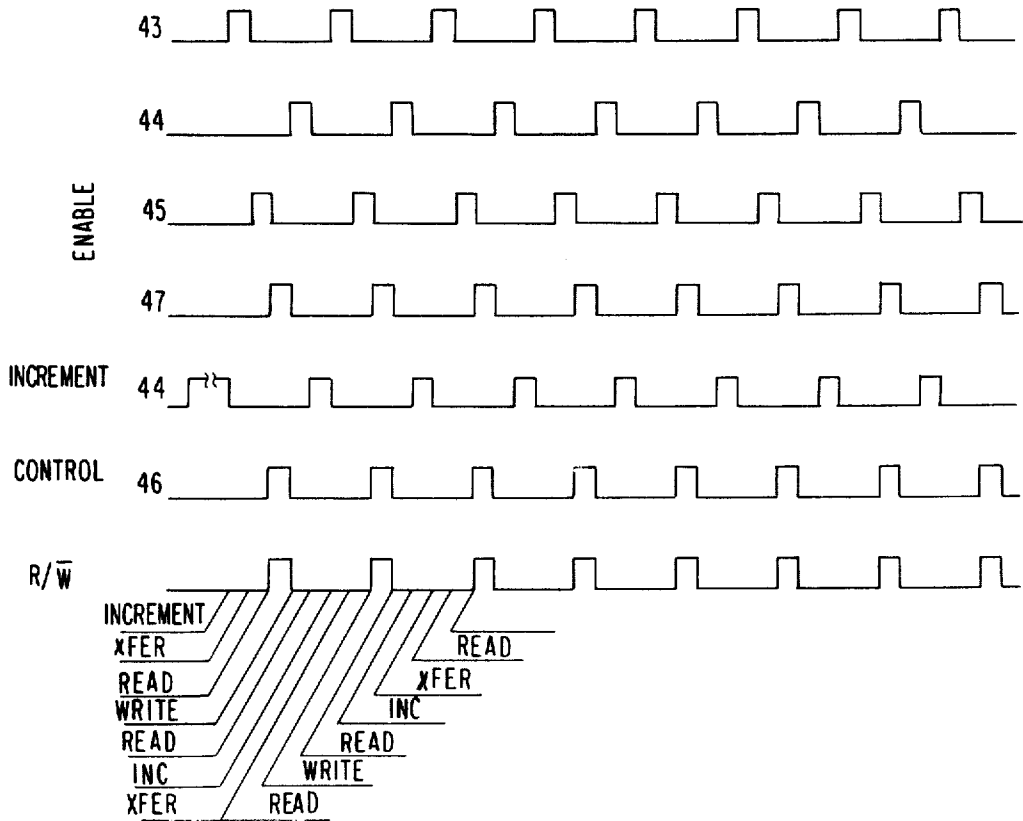 43
44
ENABLE
45
47
INCREMENT 44
CONTROL 46
R/W̅
INCREMENT
XFER
READ
WRITE
READ
INC
XFER
READ
WRITE
READ
INC
XFER
READ